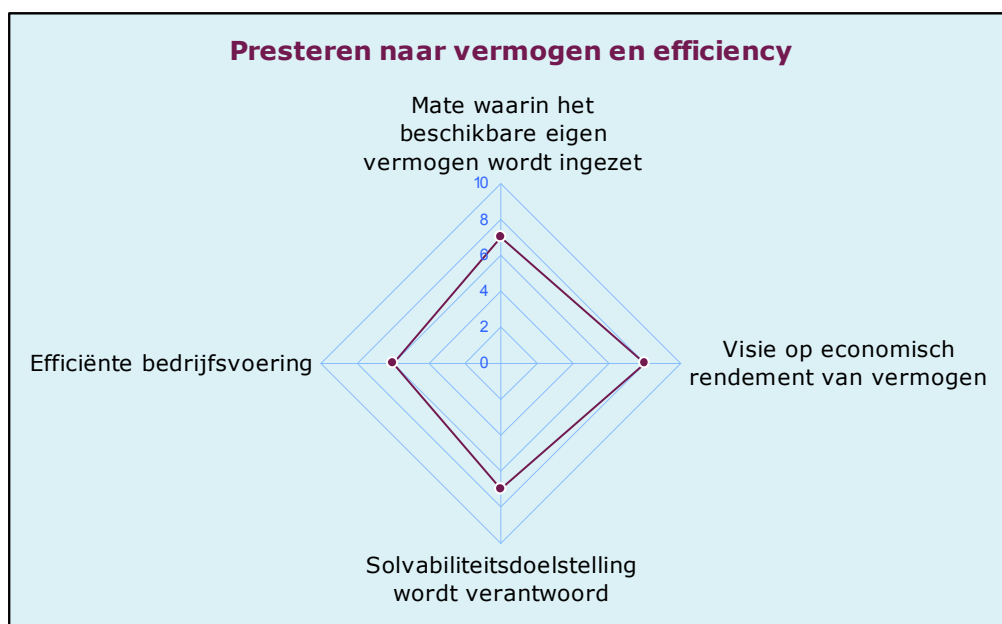 Presteren naar vermogen en efficiency
Mate waarin het
beschikbare eigen
vermogen wordt ingezet
10
8
6
4
2
0
Efficiënte bedrijfsvoering
Visie op economisch
rendement van vermogen
Solvabiliteitsdoelstelling
wordt verantwoord